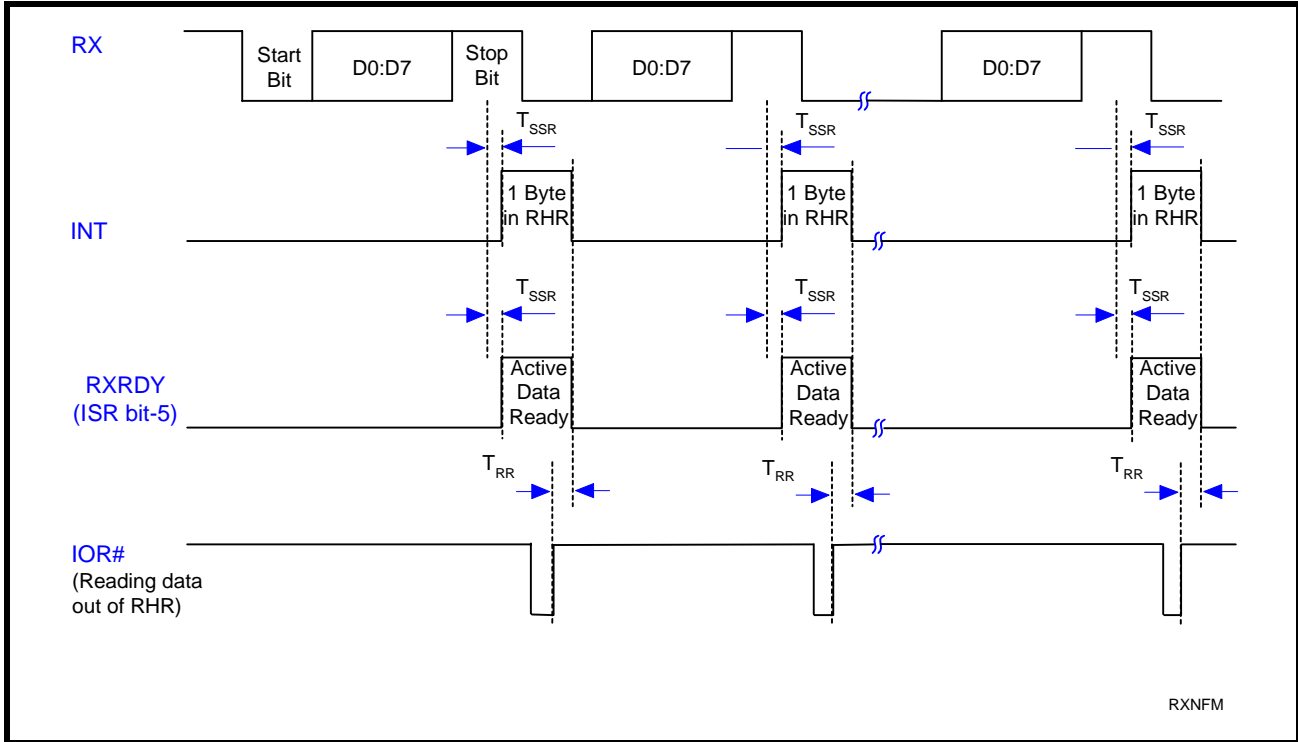 RX
Start
Bit
D0:D7
Stop
Bit
D0:D7
D0:D7
TSSR
TSSR
TSSR
INT
1 Byte
in RHR
1 Byte
in RHR
1 Byte
in RHR
TSSR
TSSR
TSSR
RXRDY
(ISR bit-5)
Active
Data
Ready
Active
Data
Ready
Active
Data
Ready
TRR
TRR
TRR
IOR#
(Reading data
out of RHR)
RXNFM